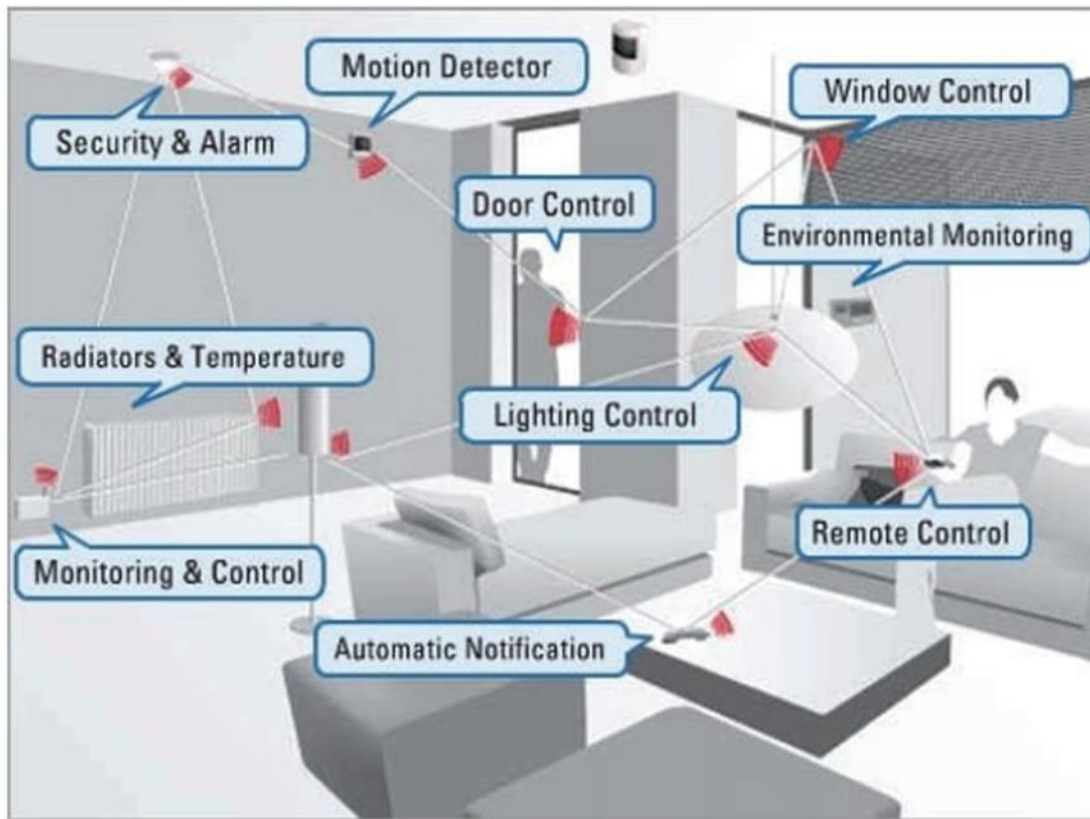 Motion Detector
Window Control
Security & Alarm
Door Control
Environmental Monitoring
Radiators & Temperature
Lighting Control
Remote Control
Monitoring & Control
Automatic Notification